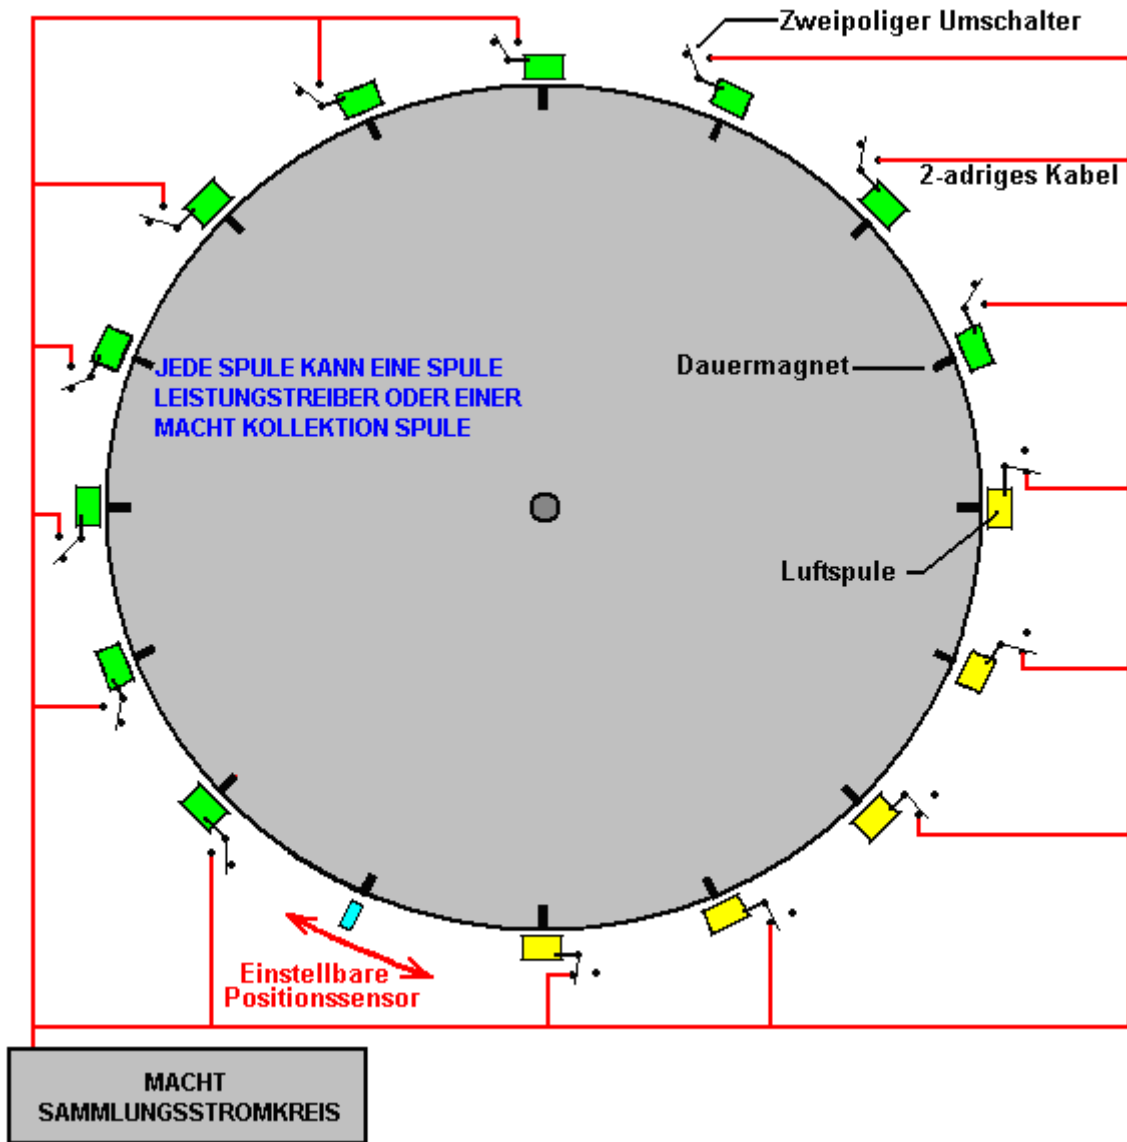 Zweipoliger Umschalter
2-adriges Kabel
JEDE SPULE KANN EINE SPULE
LEISTUNGSTREIBER ODER EINER
MACHT KOLLEKTION SPULE
Dauermagnet
Luftspule
Einstellbare
Positionssensor
MACHT
SAMMLUNGSSTROMKREIS